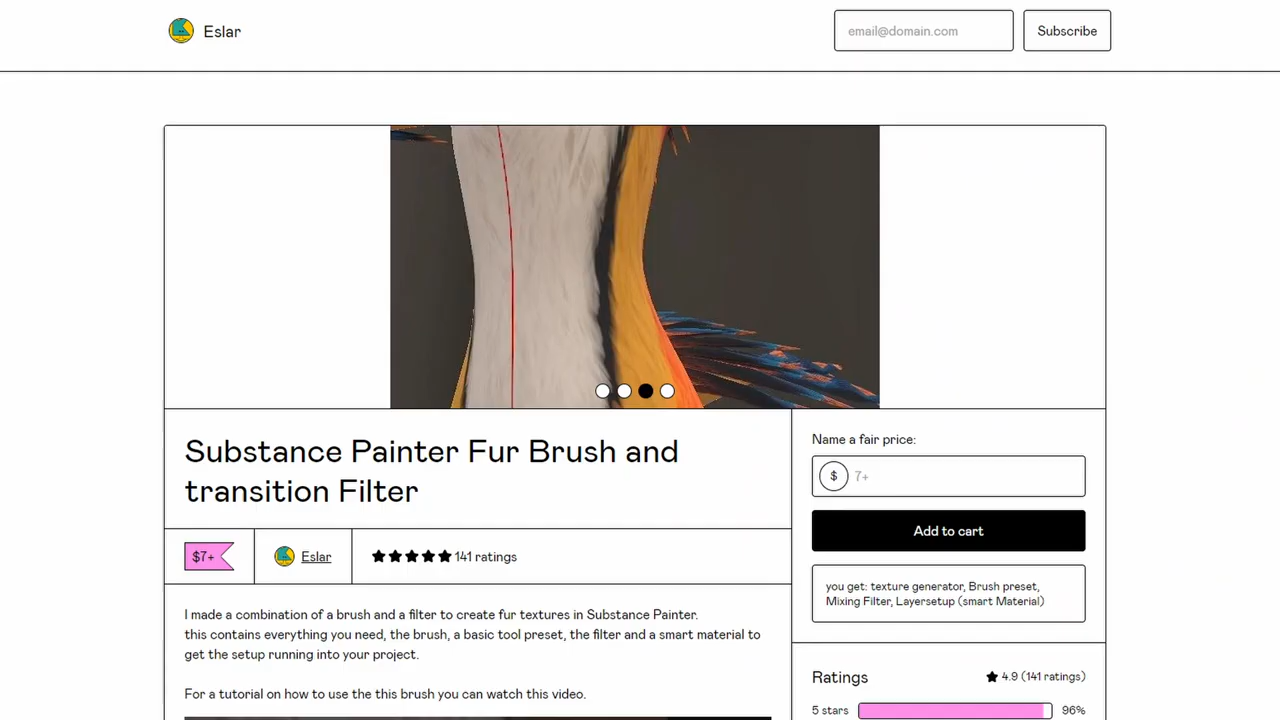 Eslar
email@domain.com
Subscribe
Substance Painter Fur Brush and
transition Filter
$7+
Eslar
141 ratings
I made a combination of a brush and a filter to create fur textures in Substance Painter.
this contains everything you need, the brush, a basic tool preset, the filter and a smart material to
get the setup running into your project.
For a tutorial on how to use the this brush you can watch this video.
Name a fair price:
$ 7+
Add to cart
you get: texture generator, Brush preset,
Mixing Filter, Layersetup (smart Material)
Ratings
4.9 (141 ratings)
5 stars
96%